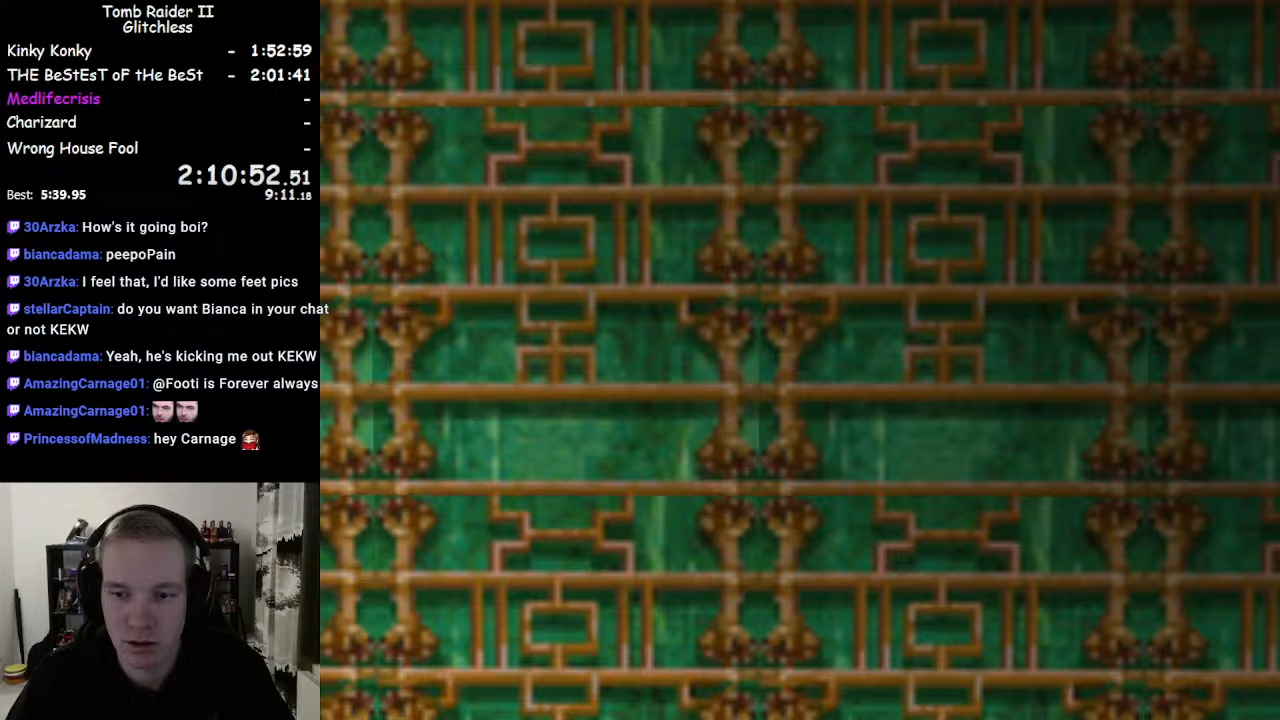 Tomb Raider II
Glitchless
Kinky Konky - 1:52:59
THE BeStEsT oF tHe BeSt - 2:01:41
Medlifecrisis -
Charizard -
Wrong House Fool -
2:10:52.51
Best: 5:39.95 9:11.18
30Arzka: How's it going boi?
biancadama: peepoPain
30Arzka: I feel that, I'd like some feet pics
stellarCaptain: do you want Bianca in your chat
or not KEKW
biancadama: Yeah, he's kicking me out KEKW
AmazingCarnage01: @Footi is Forever always
AmazingCarnage01:
PrincessofMadness: hey Carnage